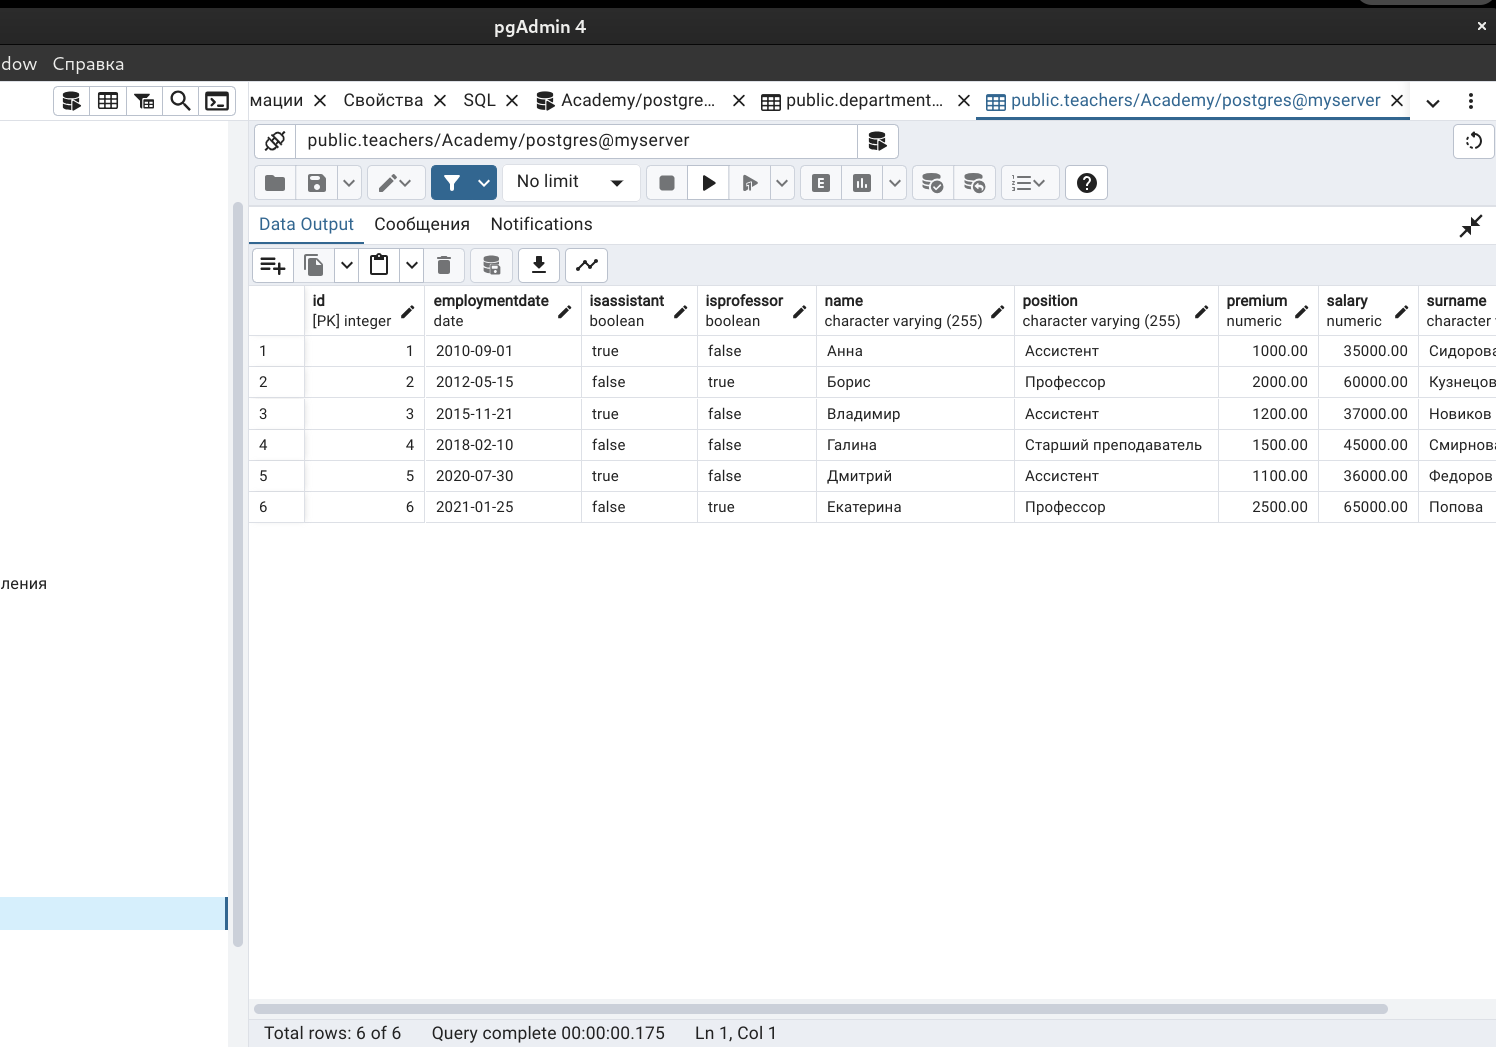 pgAdmin 4
dow Справка
мации Свойства SQL Academy/postgre... public.department... public.teachers/Academy/postgres@myserver
public.teachers/Academy/postgres@myserver
No limit E
Data Output Сообщения Notifications
id employmentdate isassistant isprofessor name position premium salary surname
[PK] integer date boolean boolean character varying (255) character varying (255) numeric numeric character
1 1 2010-09-01 true false Анна Ассистент 1000.00 35000.00 Сидорова
2 2 2012-05-15 false true Борис Профессор 2000.00 60000.00 Кузнецов
3 3 2015-11-21 true false Владимир Ассистент 1200.00 37000.00 Новиков
4 4 2018-02-10 false false Галина Старший преподаватель 1500.00 45000.00 Смирнова
5 5 2020-07-30 true false Дмитрий Ассистент 1100.00 36000.00 Федоров
6 6 2021-01-25 false true Екатерина Профессор 2500.00 65000.00 Попова
ления
Total rows: 6 of 6 Query complete 00:00:00.175 Ln 1, Col 1